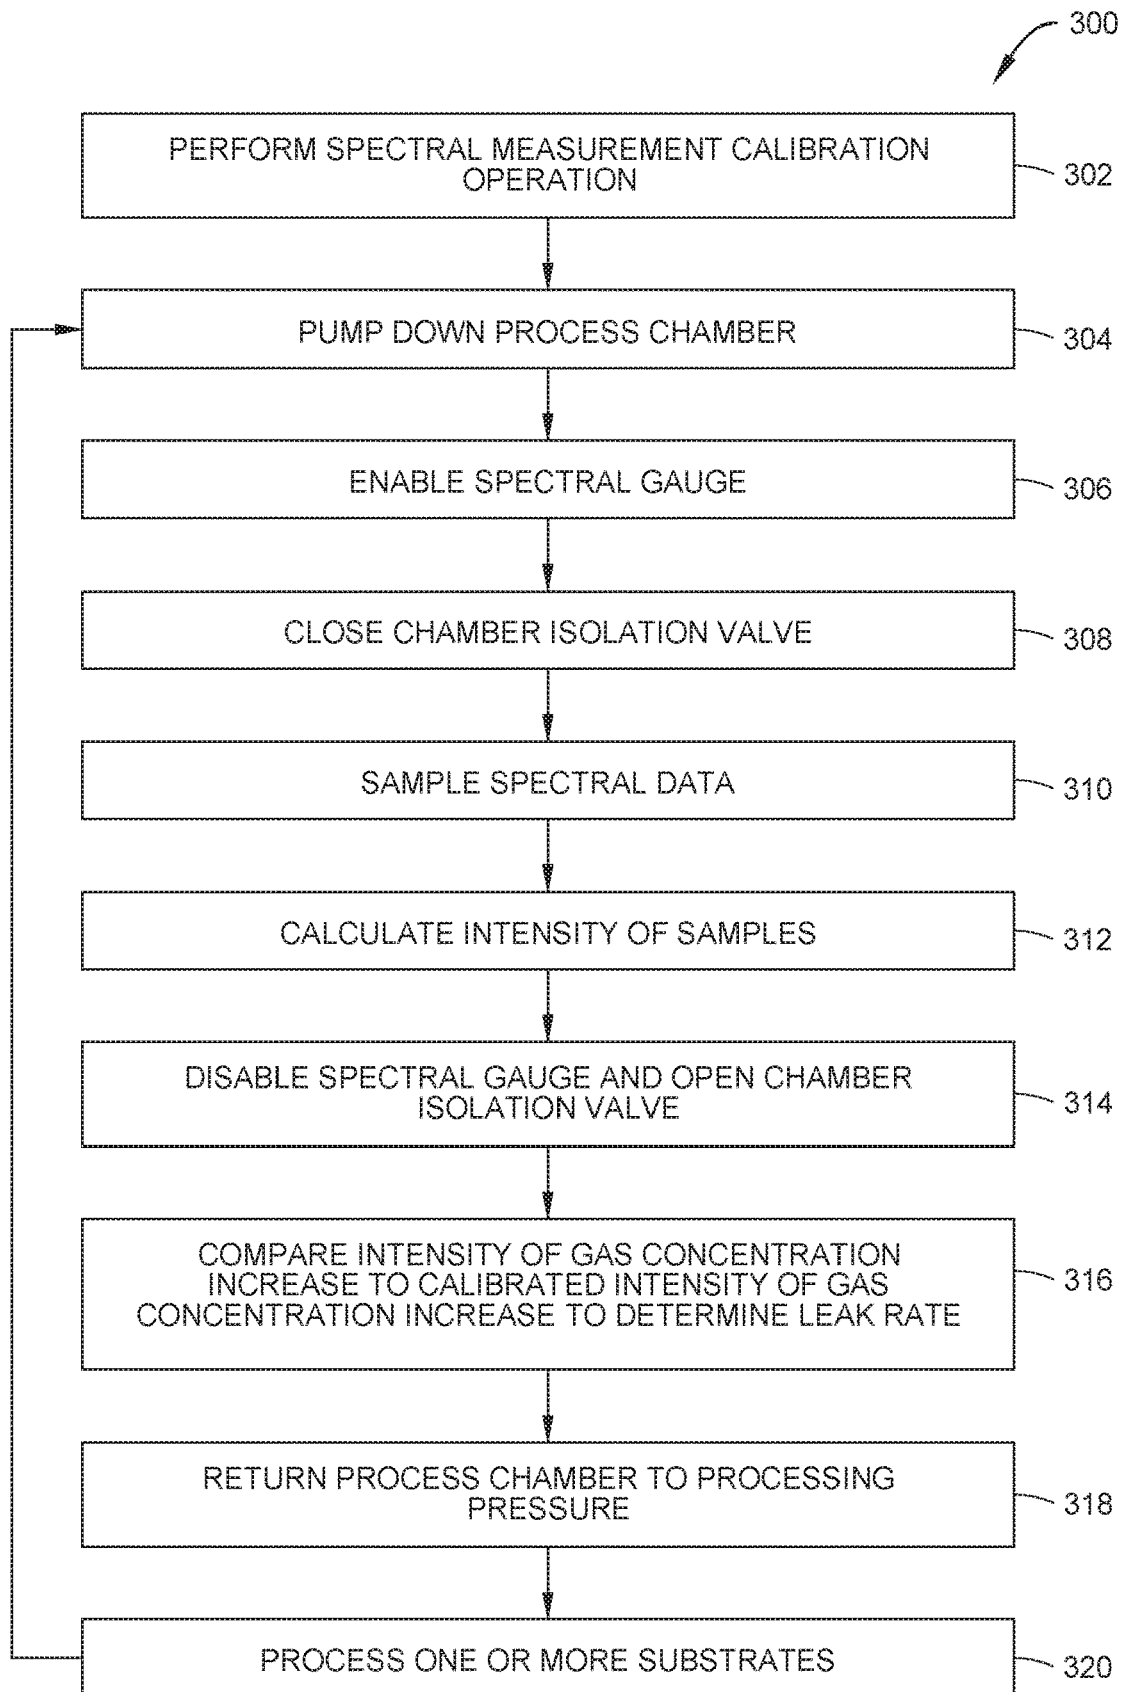 300
PERFORM SPECTRAL MEASUREMENT CALIBRATION
OPERATION
302
PUMP DOWN PROCESS CHAMBER
304
ENABLE SPECTRAL GAUGE
306
CLOSE CHAMBER ISOLATION VALVE
308
SAMPLE SPECTRAL DATA
310
CALCULATE INTENSITY OF SAMPLES
312
DISABLE SPECTRAL GAUGE AND OPEN CHAMBER
ISOLATION VALVE
314
COMPARE INTENSITY OF GAS CONCENTRATION
INCREASE TO CALIBRATED INTENSITY OF GAS
CONCENTRATION INCREASE TO DETERMINE LEAK RATE
316
RETURN PROCESS CHAMBER TO PROCESSING
PRESSURE
318
PROCESS ONE OR MORE SUBSTRATES
320